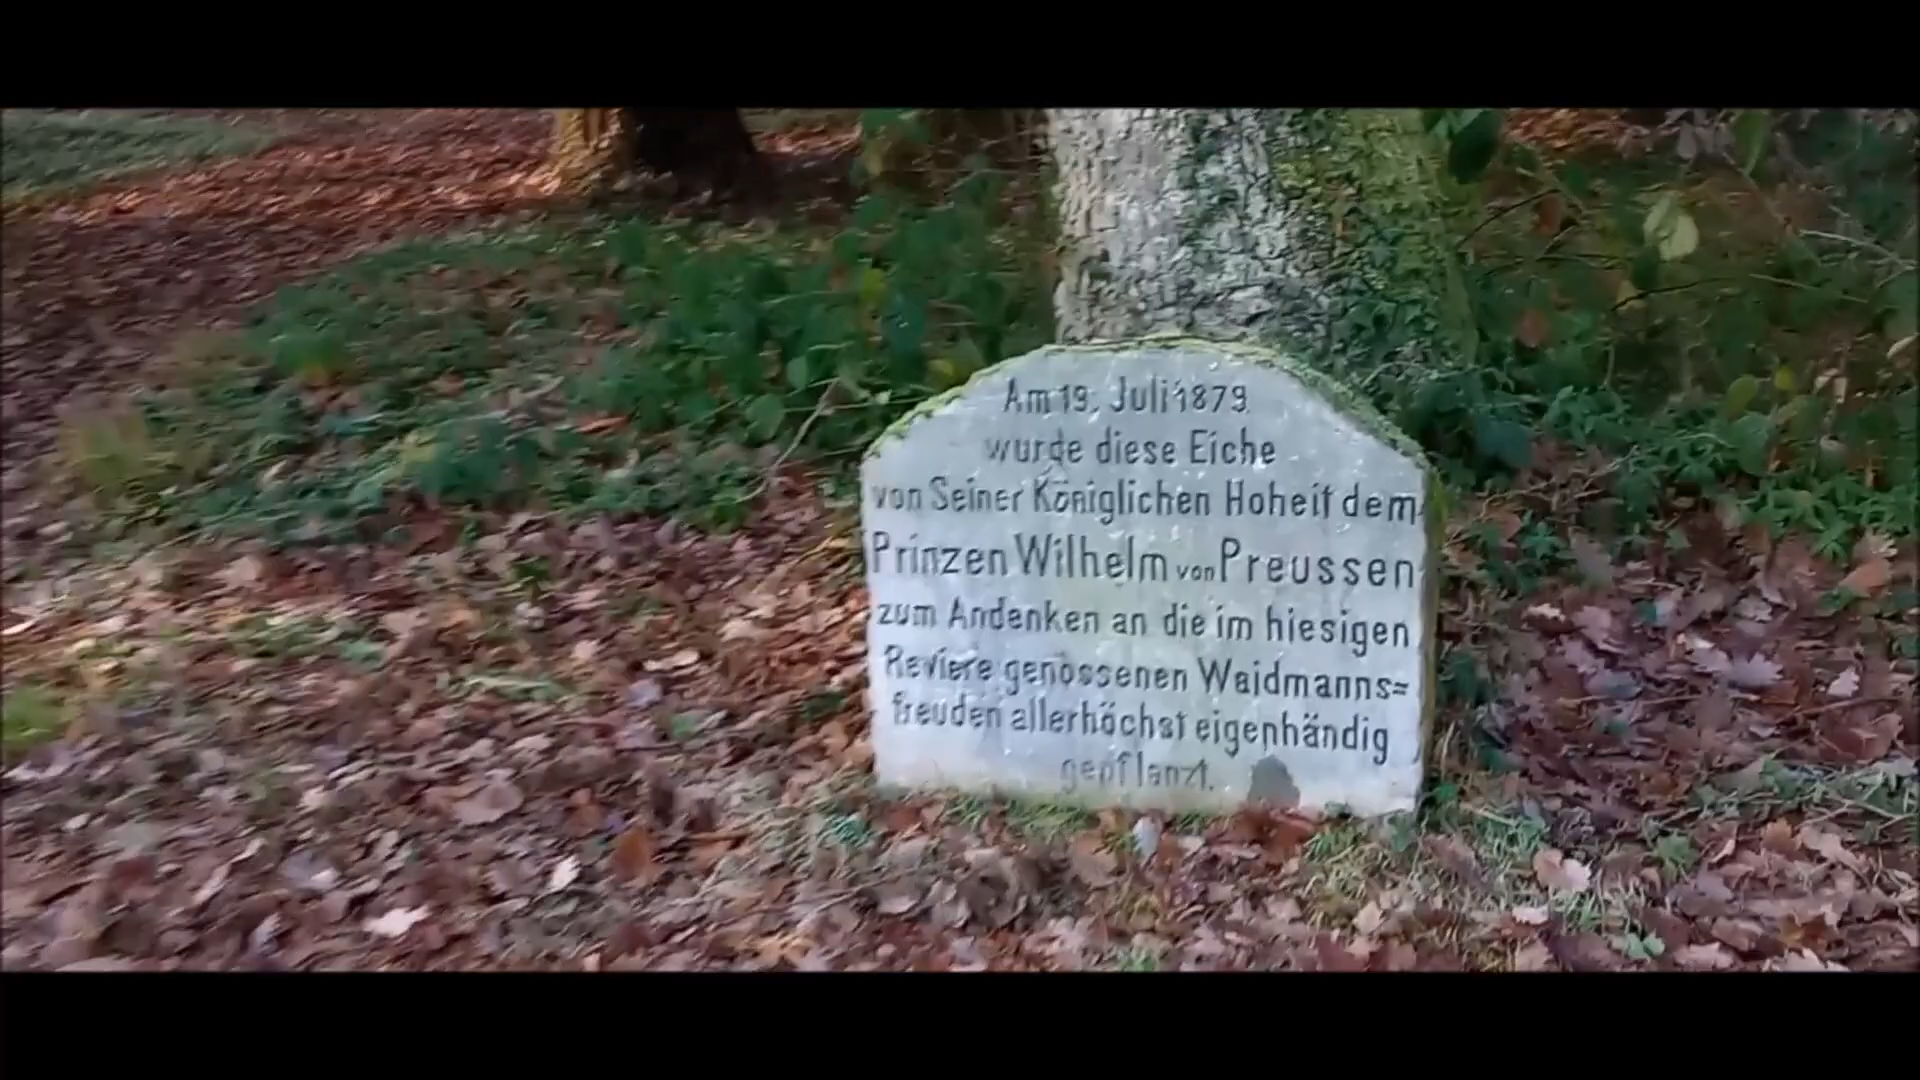 Am 19. Juli 1879.
wurde diese Eiche
von Seiner Königlichen Hoheit dem
Prinzen Wilhelm von Preussen
zum Andenken an die im hiesigen
Reviere genossenen Waidmanns=
freuden allerhöchst eigenhändig
gepflanzt.